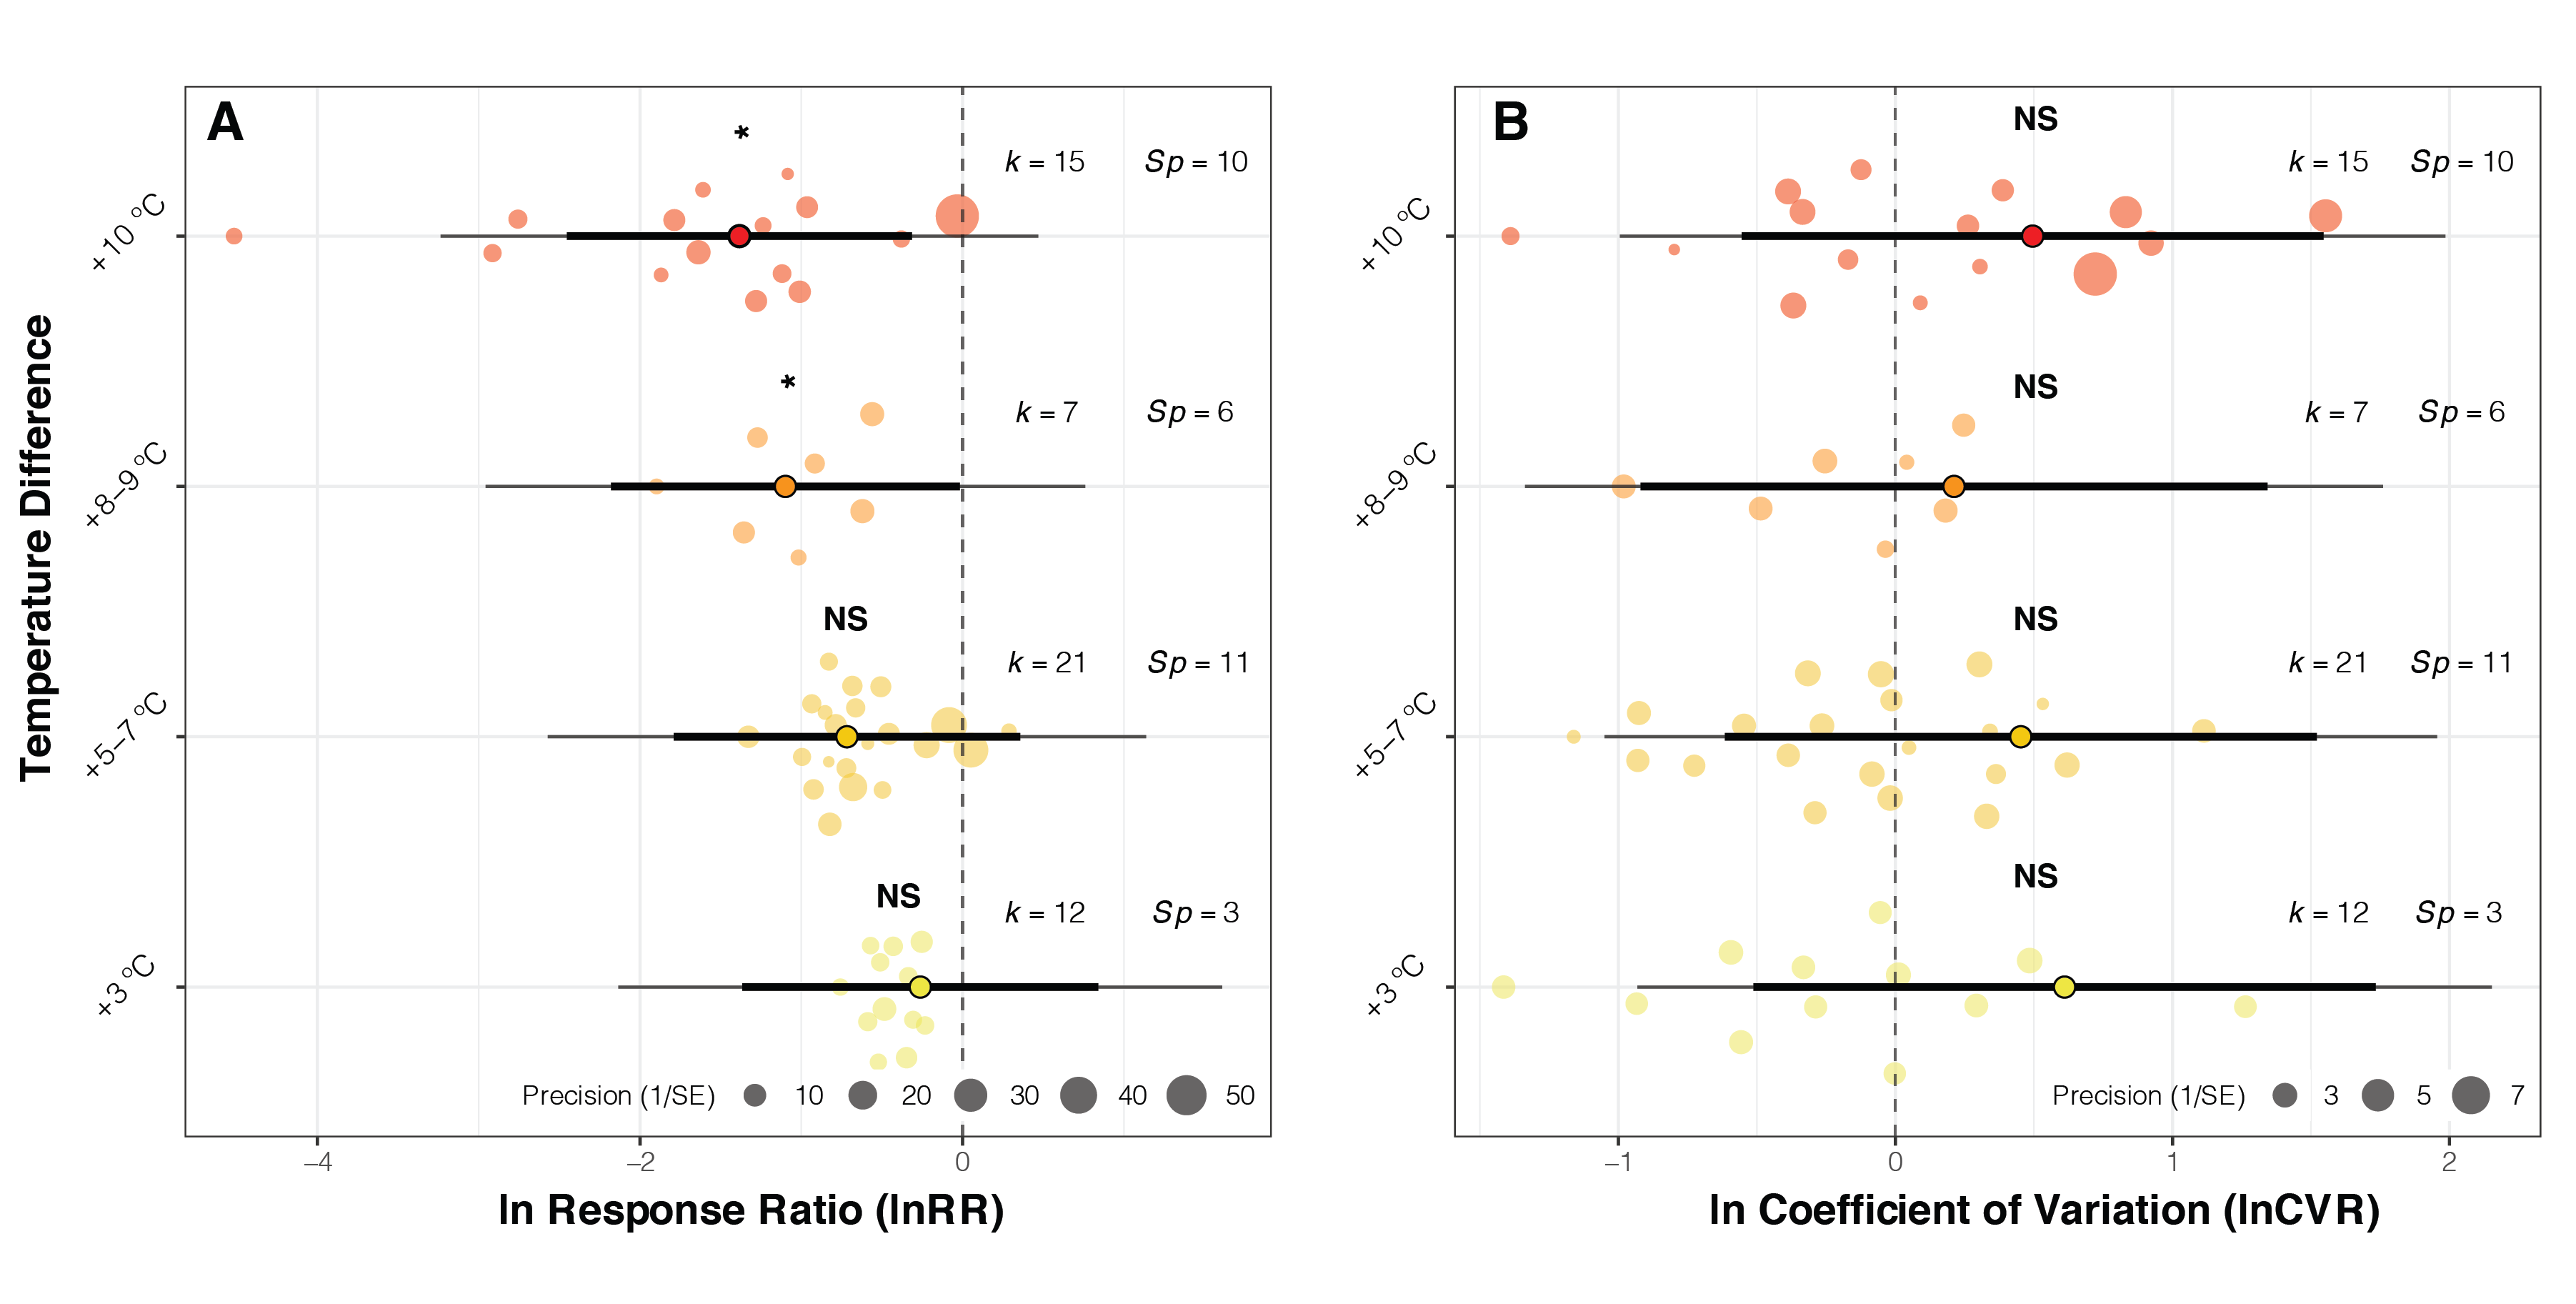 A
*
k = 15 Sp = 10
+10 °C
*
k = 7 Sp = 6
+8–9 °C
NS
k = 21 Sp = 11
+5–7 °C
NS
k = 12 Sp = 3
+3 °C
Precision (1/SE) 10 20 30 40 50
–4 –2 0
ln Response Ratio (lnRR)
Temperature Difference
B
NS
k = 15 Sp = 10
+10 °C
NS
k = 7 Sp = 6
+8–9 °C
NS
k = 21 Sp = 11
+5–7 °C
NS
k = 12 Sp = 3
+3 °C
Precision (1/SE) 3 5 7
–1 0 1 2
ln Coefficient of Variation (lnCVR)